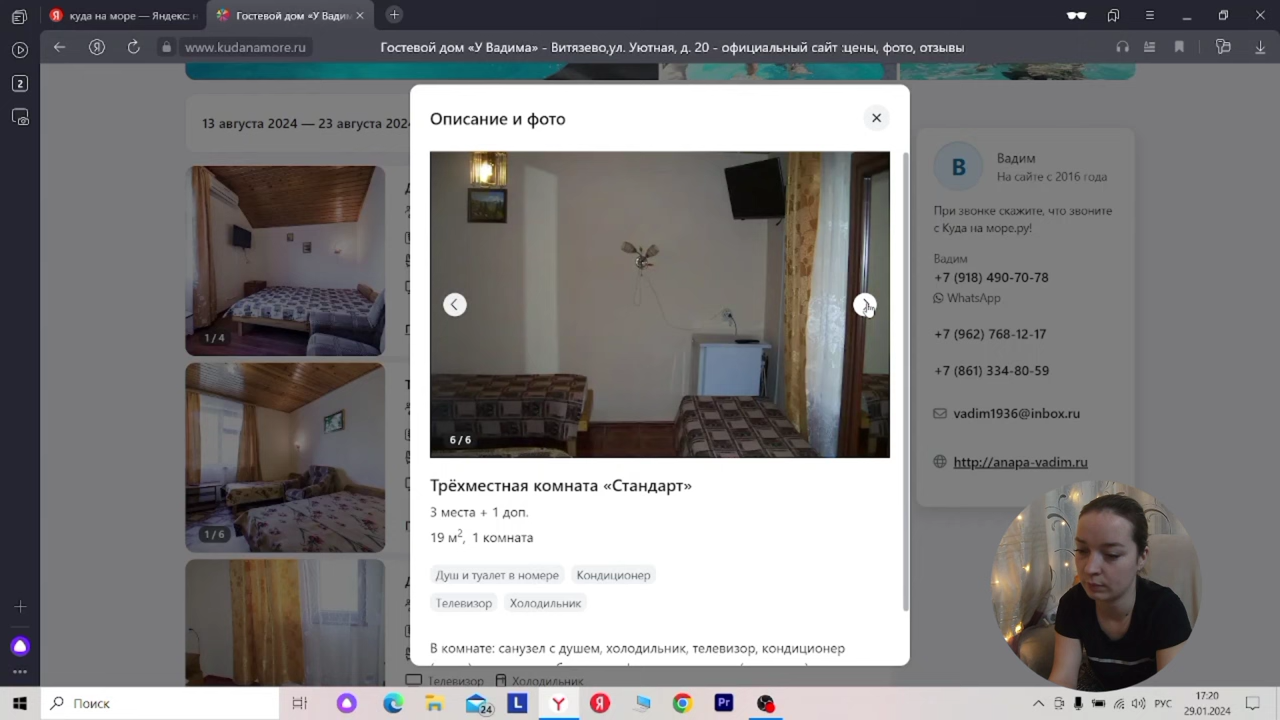 куда на море — Яндекс: н
Гостевой дом «У Вадим
www.kudanamore.ru
Гостевой дом «У Вадима» - Витязево,ул. Уютная, д. 20 - официальный сайт :цены, фото, отзывы
2
13 августа 2024 — 23 августа 2024
Описание и фото
1 / 4
1 / 6
6 / 6
Трёхместная комната «Стандарт»
3 места + 1 доп.
19 м², 1 комната
Душ и туалет в номере
Кондиционер
Телевизор
Холодильник
В комнате: санузел с душем, холодильник, телевизор, кондиционер
Телевизор
Холодильник
В
Вадим
На сайте с 2016 года
При звонке скажите, что звоните
с Куда на море.ру!
Вадим
+7 (918) 490-70-78
WhatsApp
+7 (962) 768-12-17
+7 (861) 334-80-59
vadim1936@inbox.ru
http://anapa-vadim.ru
Поиск
24
L
Y
Я
Pr
РУС
17:20
29.01.2024